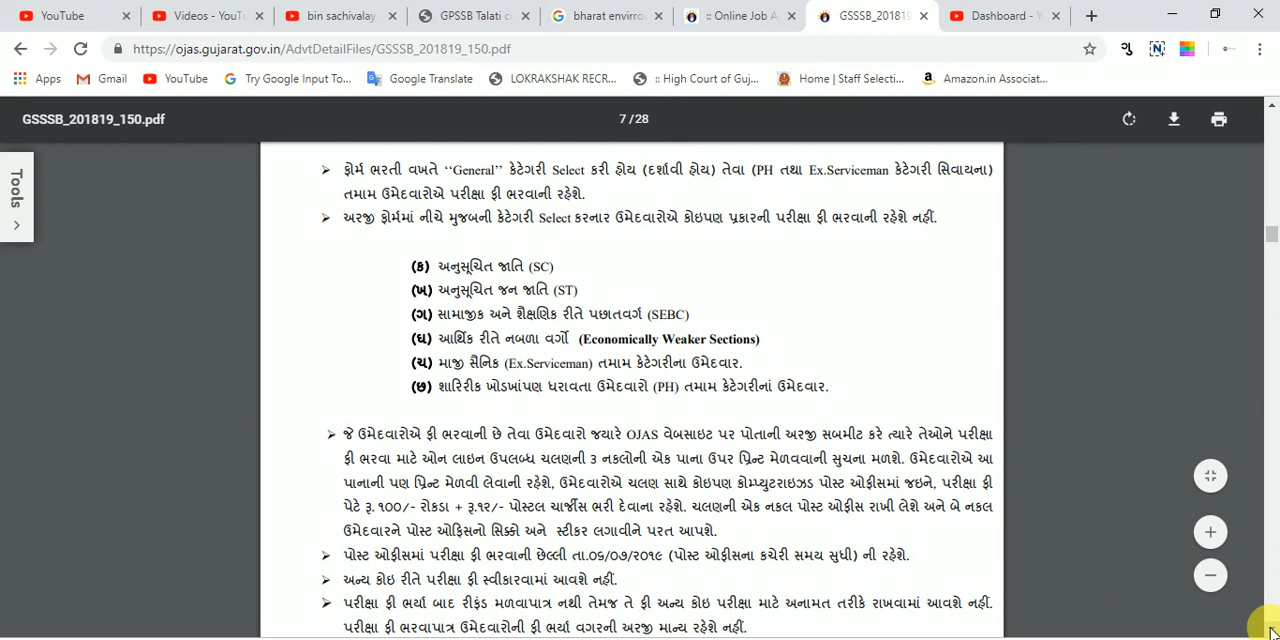 YouTube
Videos - YouTu
bin sachivalay
GPSSB Talati cu
bharat envirro
:: Online Job A
GSSSB_201819
Dashboard - Y
https://ojas.gujarat.gov.in/AdvtDetailFiles/GSSSB_201819_150.pdf
Apps
Gmail
YouTube
Try Google Input To...
Google Translate
LOKRAKSHAK RECR...
:: High Court of Guj...
Home | Staff Selecti...
Amazon.in Associat...
GSSSB_201819_150.pdf
7 / 28
Tools
➢ ફોર્મ ભરતી વખતે ‘‘General’’ કેટેગરી Select કરી હોય (દર્શાવી હોય) તેવા (PH તથા Ex.Serviceman કેટેગરી સિવાયના)
તમામ ઉમેદવારોએ પરીક્ષા ફી ભરવાની રહેશે.
➢ અરજી ફોર્મમાં નીચે મુજબની કેટેગરી Select કરનાર ઉમેદવારોએ કોઇપણ પ્રકારની પરીક્ષા ફી ભરવાની રહેશે નહીં.
(ક) અનુસૂચિત જાતિ (SC)
(ખ) અનુસૂચિત જન જાતિ (ST)
(ગ) સામાજીક અને શૈક્ષણિક રીતે પછાતવર્ગ (SEBC)
(ઘ) આર્થિક રીતે નબળા વર્ગો (Economically Weaker Sections)
(ચ) માજી સૈનિક (Ex.Serviceman) તમામ કેટેગરીના ઉમેદવાર.
(છ) શારિરીક ખોડખાંપણ ધરાવતા ઉમેદવારો (PH) તમામ કેટેગરીનાં ઉમેદવાર.
➢ જે ઉમેદવારોએ ફી ભરવાની છે તેવા ઉમેદવારો જયારે OJAS વેબસાઇટ પર પોતાની અરજી સબમીટ કરે ત્યારે તેઓને પરીક્ષા
ફી ભરવા માટે ઓન લાઇન ઉપલબ્ધ ચલણની 3 નકલોની એક પાના ઉપર પ્રિન્ટ મેળવવાની સુચના મળશે. ઉમેદવારોએ આ
પાનાની પણ પ્રિન્ટ મેળવી લેવાની રહેશે, ઉમેદવારોએ ચલણ સાથે કોઇપણ કોમ્પ્યુટરાઇઝડ પોસ્ટ ઓફીસમાં જઇને, પરીક્ષા ફી
પેટે રૂ.૧૦૦/- રોકડા + રૂ.૧૨/- પોસ્ટલ ચાર્જીસ ભરી દેવાના રહેશે. ચલણની એક નકલ પોસ્ટ ઓફીસ રાખી લેશે અને બે નકલ
ઉમેદવારને પોસ્ટ ઓફિસનો સિક્કો અને સ્ટીકર લગાવીને પરત આપશે.
➢ પોસ્ટ ઓફીસમાં પરીક્ષા ફી ભરવાની છેલ્લી તા.૦૬/૦૭/૨૦૧૯ (પોસ્ટ ઓફીસના કચેરી સમય સુધી) ની રહેશે.
➢ અન્ય કોઇ રીતે પરીક્ષા ફી સ્વીકારવામાં આવશે નહીં.
➢ પરીક્ષા ફી ભર્યા બાદ રીફંડ મળવાપાત્ર નથી તેમજ તે ફી અન્ય કોઇ પરીક્ષા માટે અનામત તરીકે રાખવામાં આવશે નહીં.
પરીક્ષા ફી ભરવાપાત્ર ઉમેદવારોની ફી ભર્યા વગરની અરજી માન્ય રહેશે નહીં.